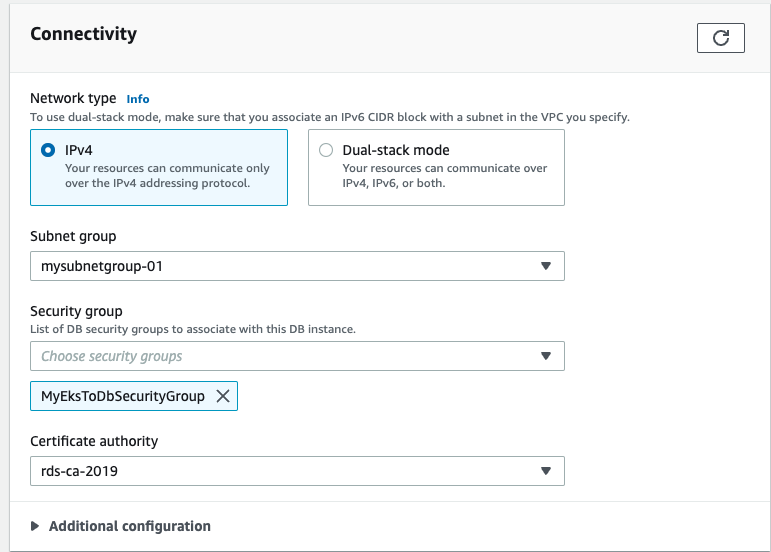 Connectivity
Network type Info
To use dual-stack mode, make sure that you associate an IPv6 CIDR block with a subnet in the VPC you specify.
IPv4
Your resources can communicate only
over the IPv4 addressing protocol.
Dual-stack mode
Your resources can communicate over
IPv4, IPv6, or both.
Subnet group
mysubnetgroup-01
Security group
List of DB security groups to associate with this DB instance.
Choose security groups
MyEksToDbSecurityGroup
Certificate authority
rds-ca-2019
Additional configuration